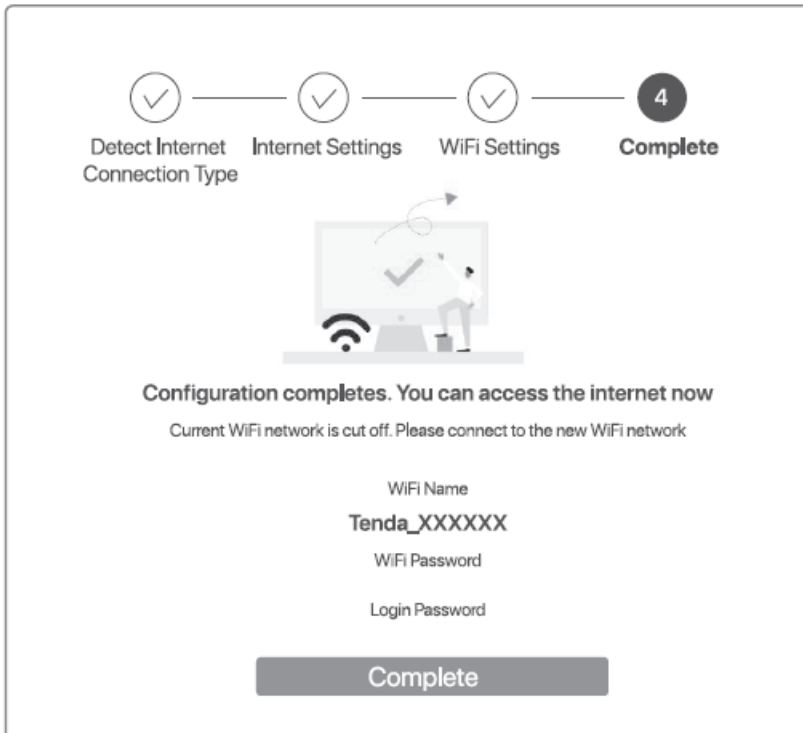 4
Detect Internet
Connection Type
Internet Settings
WiFi Settings
Complete
Configuration completes. You can access the internet now
Current WiFi network is cut off. Please connect to the new WiFi network
WiFi Name
Tenda_XXXXXX
WiFi Password
Login Password
Complete